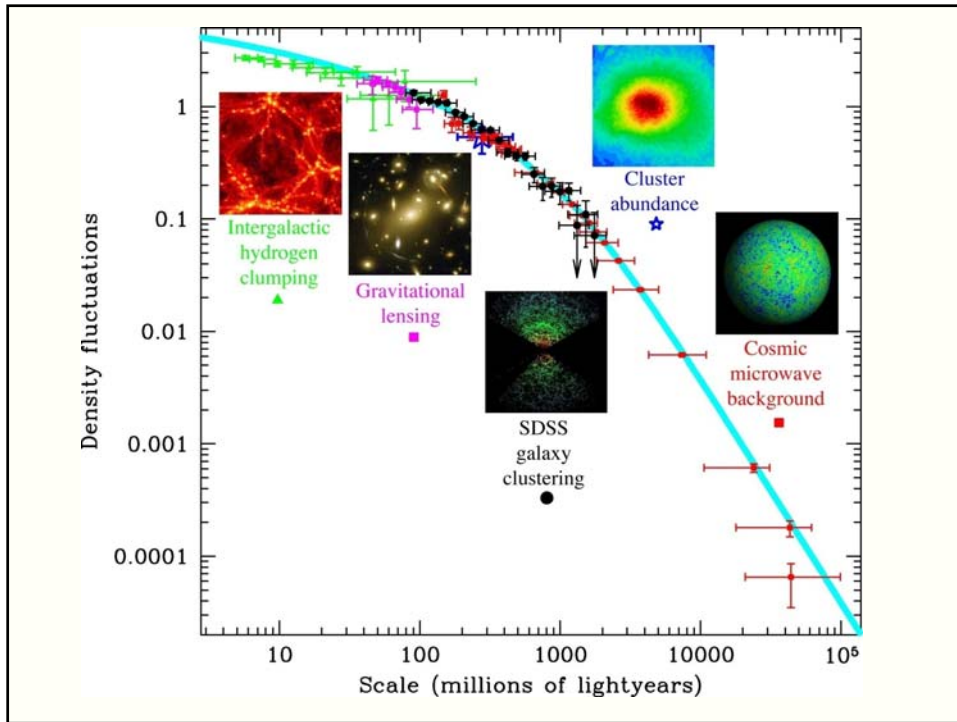 10
1
0.1
0.01
0.001
0.0001
Density fluctuations
Intergalactic
hydrogen
clumping
Gravitational
lensing
SDSS
galaxy
clustering
Cluster
abundance
Cosmic
microwave
background
10
100
1000
10000
10⁵
Scale (millions of lightyears)